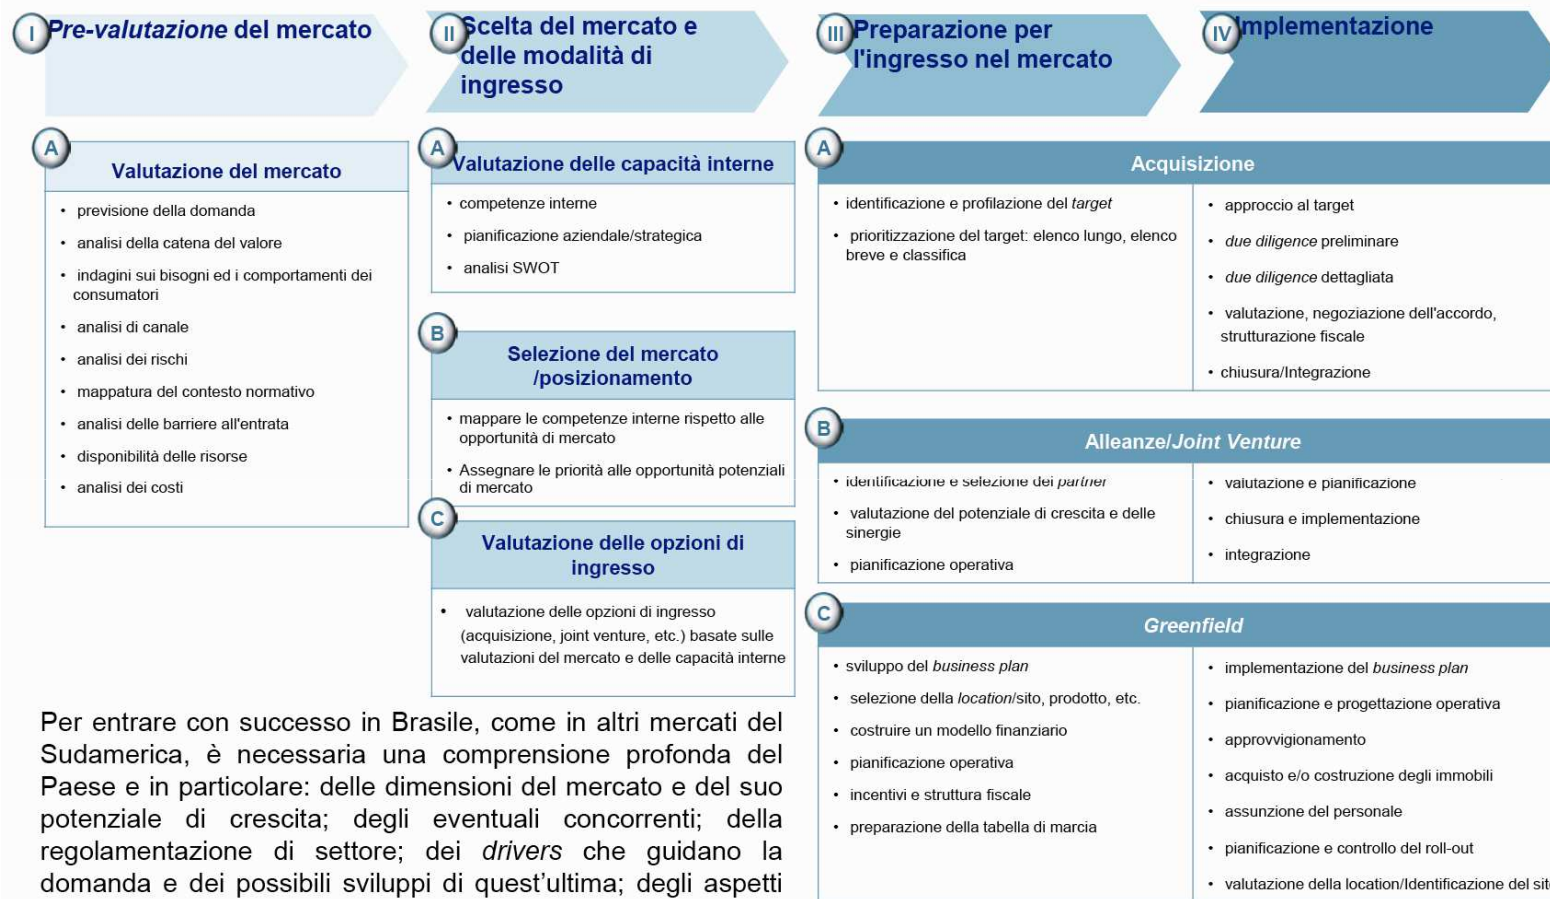 I
Pre-valutazione del mercato
II
Scelta del mercato e
delle modalità di
ingresso
III
Preparazione per
l'ingresso nel mercato
IV
Implementazione
A
Valutazione del mercato
• previsione della domanda
• analisi della catena del valore
• indagini sui bisogni ed i comportamenti dei
consumatori
• analisi di canale
• analisi dei rischi
• mappatura del contesto normativo
• analisi delle barriere all'entrata
• disponibilità delle risorse
• analisi dei costi
A
Valutazione delle capacità interne
• competenze interne
• pianificazione aziendale/strategica
• analisi SWOT
B
Selezione del mercato
/posizionamento
• mappare le competenze interne rispetto alle
opportunità di mercato
• Assegnare le priorità alle opportunità potenziali
di mercato
C
Valutazione delle opzioni di
ingresso
• valutazione delle opzioni di ingresso
(acquisizione, joint venture, etc.) basate sulle
valutazioni del mercato e delle capacità interne
A
Acquisizione
• identificazione e profilazione del target
• prioritizzazione del target: elenco lungo, elenco
breve e classifica
• approccio al target
• due diligence preliminare
• due diligence dettagliata
• valutazione, negoziazione dell'accordo,
strutturazione fiscale
• chiusura/Integrazione
B
Alleanze/Joint Venture
• identificazione e selezione dei partner
• valutazione del potenziale di crescita e delle
sinergie
• pianificazione operativa
• valutazione e pianificazione
• chiusura e implementazione
• integrazione
C
Greenfield
• sviluppo del business plan
• selezione della location/sito, prodotto, etc.
• costruire un modello finanziario
• pianificazione operativa
• incentivi e struttura fiscale
• preparazione della tabella di marcia
• implementazione del business plan
• pianificazione e progettazione operativa
• approvvigionamento
• acquisto e/o costruzione degli immobili
• assunzione del personale
• pianificazione e controllo del roll-out
• valutazione della location/Identificazione del sito
Per entrare con successo in Brasile, come in altri mercati del
Sudamerica, è necessaria una comprensione profonda del
Paese e in particolare: delle dimensioni del mercato e del suo
potenziale di crescita; degli eventuali concorrenti; della
regolamentazione di settore; dei drivers che guidano la
domanda e dei possibili sviluppi di quest'ultima; degli aspetti